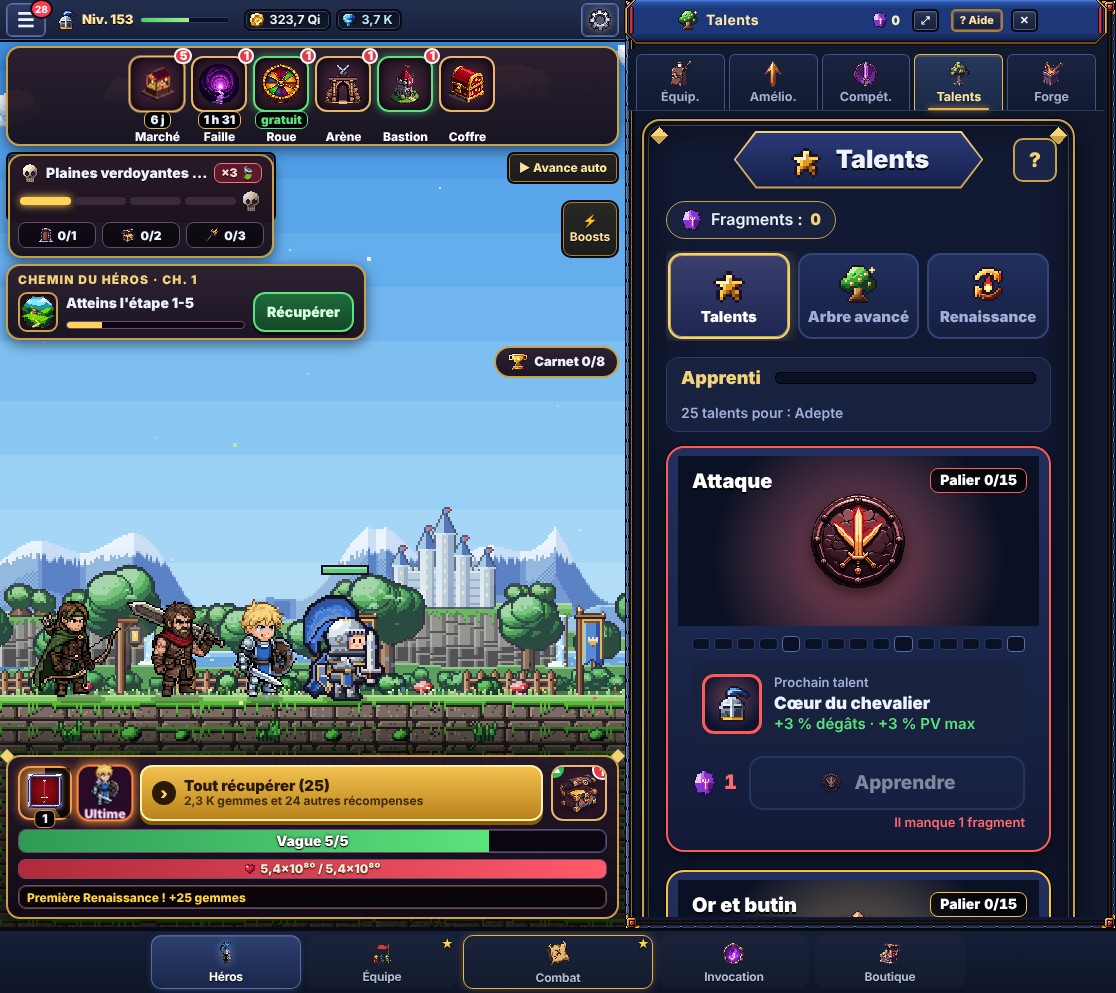 28
Niv. 153
323,7 Qi
3,7 K
Talents
0
? Aide
×
5
1
1
1
1
6 j
1 h 31
gratuit
Marché
Faille
Roue
Arène
Bastion
Coffre
Équip.
Amélio.
Compét.
Talents
Forge
Plaines verdoyantes ...
×3
0/1
0/2
0/3
▶ Avance auto
Boosts
CHEMIN DU HÉROS · CH. 1
Atteins l'étape 1-5
Récupérer
Carnet 0/8
Talents
?
Fragments : 0
Talents
Arbre avancé
Renaissance
Apprenti
25 talents pour : Adepte
Attaque
Palier 0/15
Prochain talent
Cœur du chevalier
+3 % dégâts · +3 % PV max
1
Apprendre
Il manque 1 fragment
Or et butin
Palier 0/15
1
Ultime
Tout récupérer (25)
2,3 K gemmes et 24 autres récompenses
Vague 5/5
5,4×10⁸⁰ / 5,4×10⁸⁰
Première Renaissance ! +25 gemmes
Héros
Équipe
Combat
Invocation
Boutique